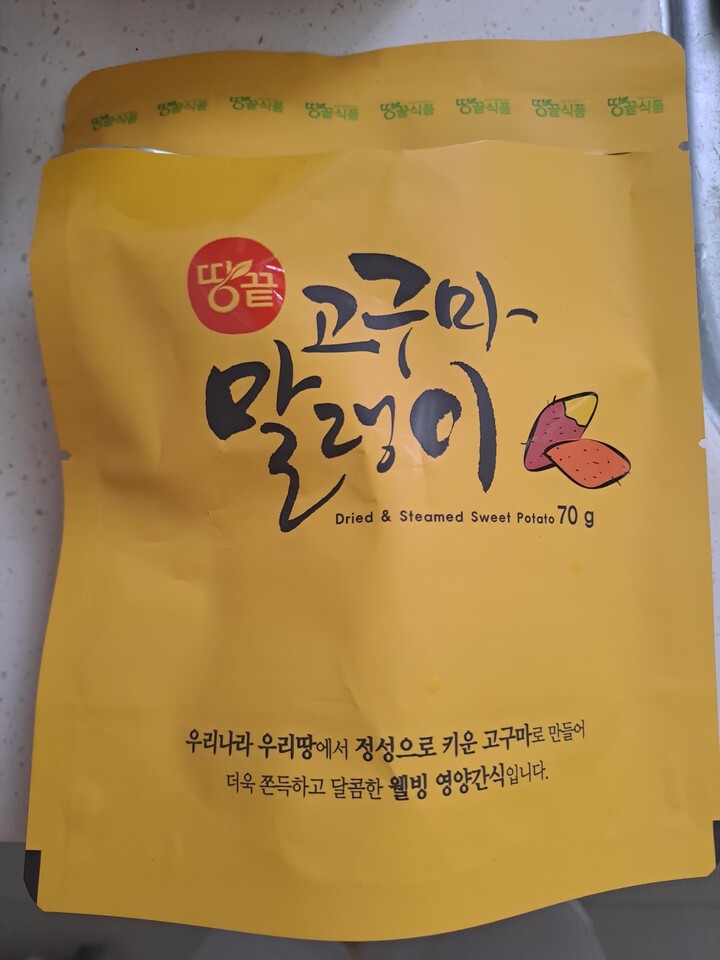 땅끝식품 땅끝식품 땅끝식품 땅끝식품 땅끝식품 땅끝식품 땅끝식품 땅끝식품
땅끝
고구마
말랭이
Dried & Steamed Sweet Potato 70 g
우리나라 우리땅에서 정성으로 키운 고구마로 만들어
더욱 쫀득하고 달콤한 웰빙 영양간식입니다.